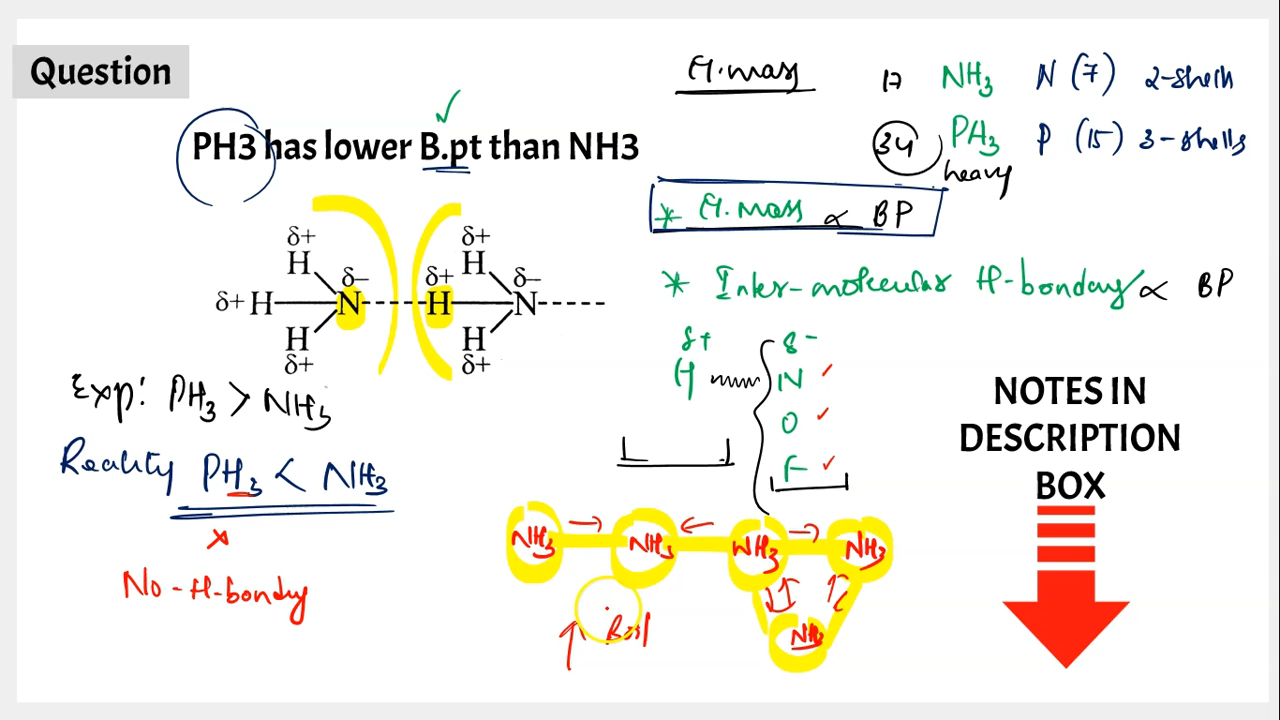 Question
PH3 has lower B.pt than NH3
M.mass
17 NH3 N (7) 2-shells
34 PH3 P (15) 3-shells
heavy
* M.mass ∝ BP
* Inter-molecular H-bonding ∝ BP
δ+ δ+
H H
δ– δ+ δ–
δ+ H N H N
H H
δ+ δ+
δ+ δ-
H N
O
F
Exp: PH3 > NH3
Reality PH3 < NH3
×
No-H-bonding
NOTES IN
DESCRIPTION
BOX
NH3 NH3 NH3 NH3
NH3
Boil